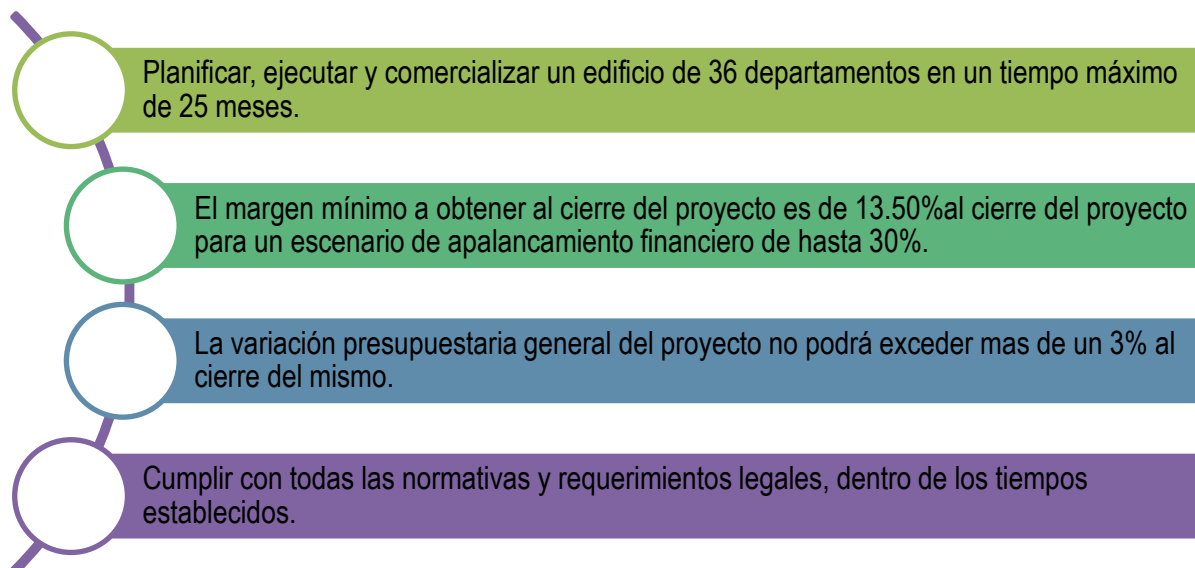 Planificar, ejecutar y comercializar un edificio de 36 departamentos en un tiempo máximo
de 25 meses.
El margen mínimo a obtener al cierre del proyecto es de 13.50%al cierre del proyecto
para un escenario de apalancamiento financiero de hasta 30%.
La variación presupuestaria general del proyecto no podrá exceder mas de un 3% al
cierre del mismo.
Cumplir con todas las normativas y requerimientos legales, dentro de los tiempos
establecidos.